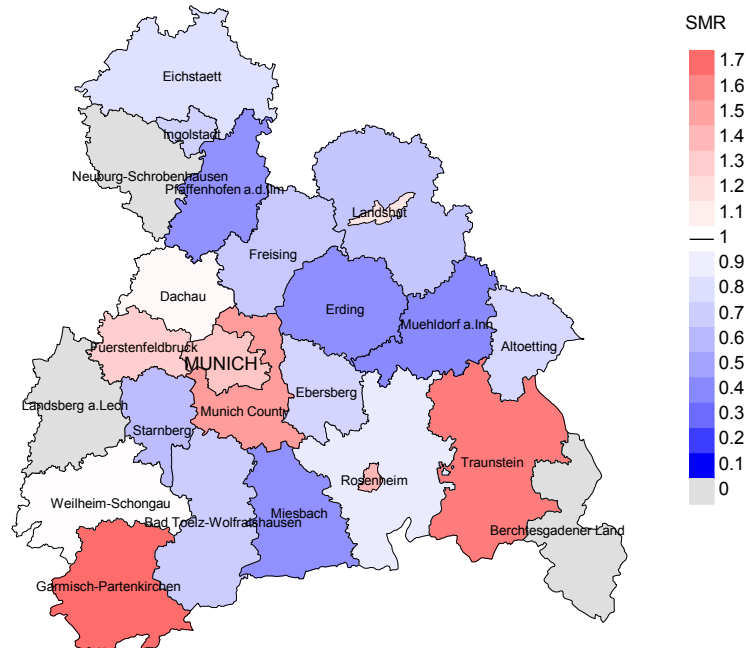 SMR
1.7
1.6
1.5
1.4
1.3
1.2
1.1
1
0.9
0.8
0.7
0.6
0.5
0.4
0.3
0.2
0.1
0
Eichstaett
Ingolstadt
Neuburg-Schrobenhausen
Pfaffenhofen a.d.Ilm
Landshut
Freising
Dachau
Erding
Muehldorf a.Inn
Fuerstenfeldbruck
MUNICH
Altoetting
Ebersberg
Landsberg a.Lech
Munich County
Starnberg
Traunstein
Rosenheim
Weilheim-Schongau
Miesbach
Bad Toelz-Wolfratshausen
Berchtesgadener Land
Garmisch-Partenkirchen